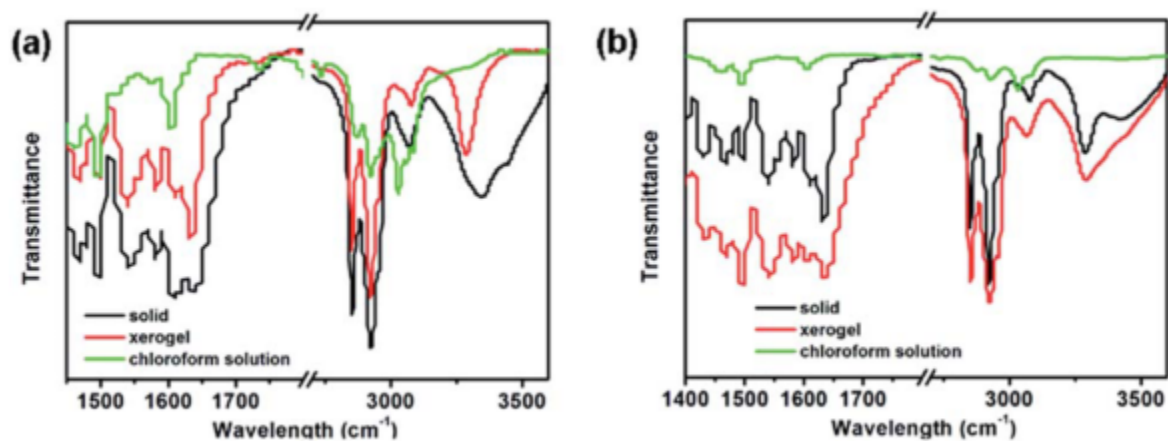 (a)
Transmittance
solid
xerogel
chloroform solution
1500 1600 1700 3000 3500
Wavelength (cm⁻¹)
(b)
Transmittance
solid
xerogel
chloroform solution
1400 1500 1600 1700 3000 3500
Wavelength (cm⁻¹)